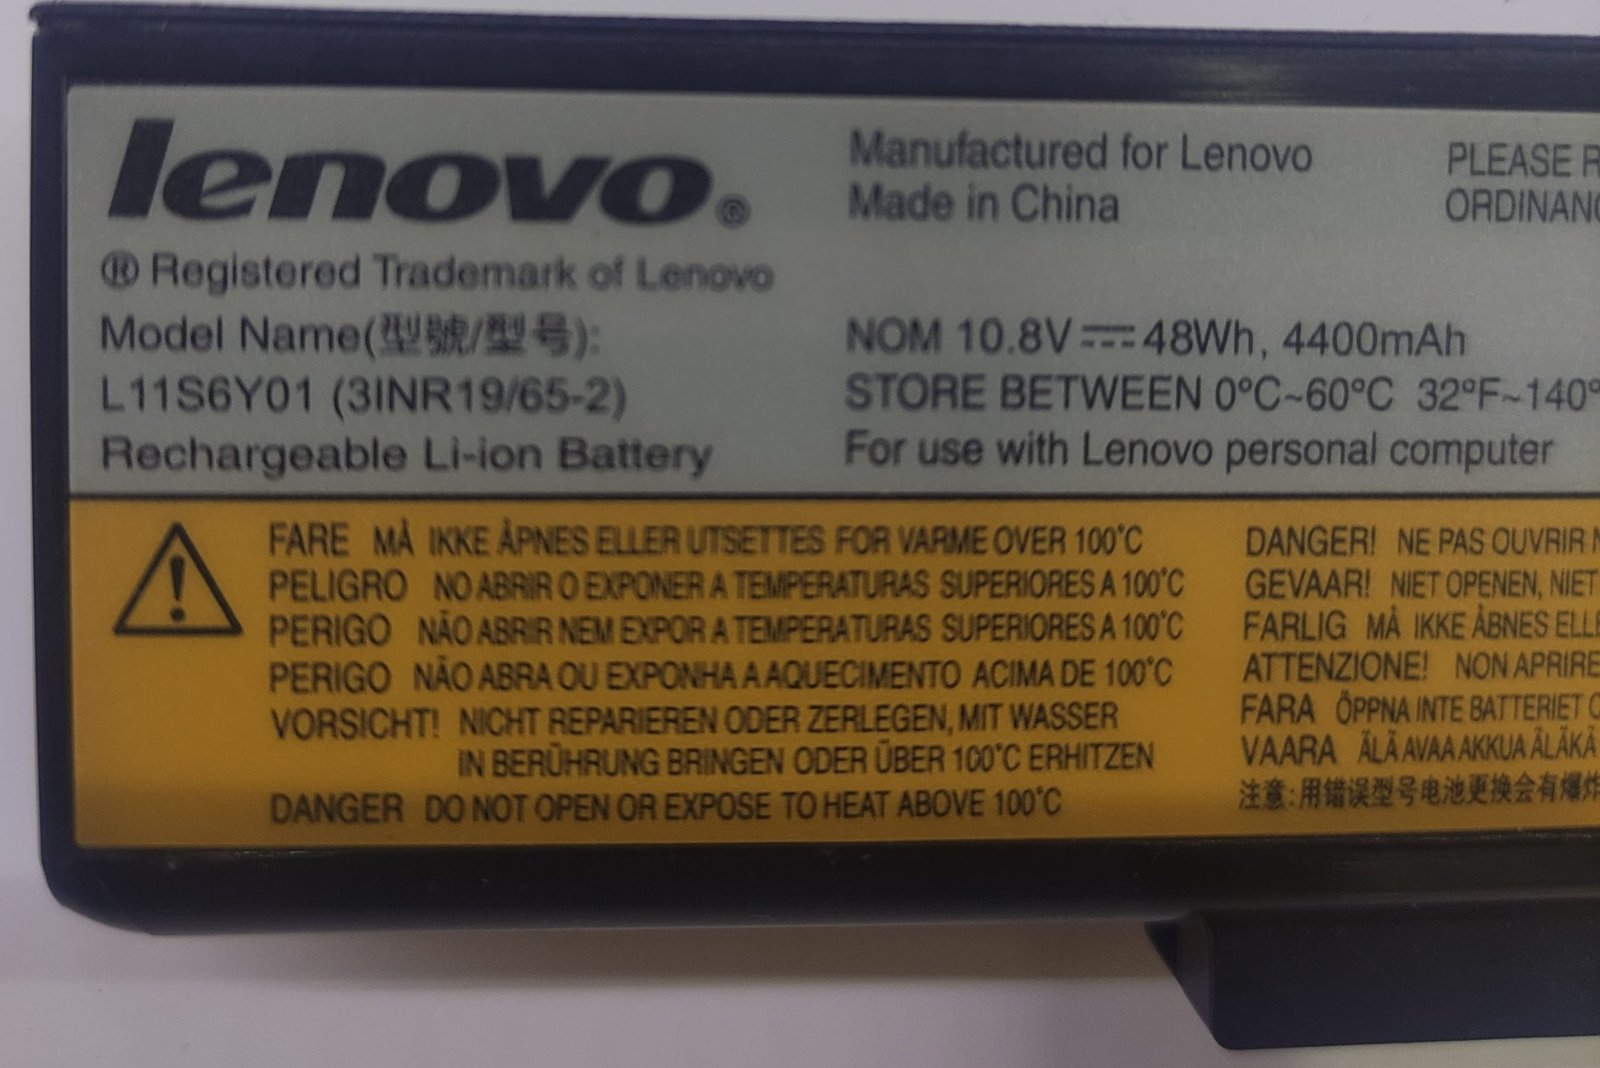 lenovo®
® Registered Trademark of Lenovo
Model Name(型號/型号):
L11S6Y01 (3INR19/65-2)
Rechargeable Li-ion Battery
Manufactured for Lenovo
Made in China
NOM 10.8V⎓48Wh, 4400mAh
STORE BETWEEN 0°C~60°C 32°F~140°
For use with Lenovo personal computer
PLEASE R
ORDINANC
FARE MÅ IKKE ÅPNES ELLER UTSETTES FOR VARME OVER 100°C
PELIGRO NO ABRIR O EXPONER A TEMPERATURAS SUPERIORES A 100°C
PERIGO NÃO ABRIR NEM EXPOR A TEMPERATURAS SUPERIORES A 100°C
PERIGO NÃO ABRA OU EXPONHA A AQUECIMENTO ACIMA DE 100°C
VORSICHT! NICHT REPARIEREN ODER ZERLEGEN, MIT WASSER
IN BERÜHRUNG BRINGEN ODER ÜBER 100°C ERHITZEN
DANGER DO NOT OPEN OR EXPOSE TO HEAT ABOVE 100°C
DANGER! NE PAS OUVRIR N
GEVAAR! NIET OPENEN, NIET
FARLIG MÅ IKKE ÅBNES ELLE
ATTENZIONE! NON APRIRE
FARA ÖPPNA INTE BATTERIET O
VAARA ÄLÄ AVAA AKKUA ÄLÄKÄ
注意:用错误型号电池更换会有爆炸